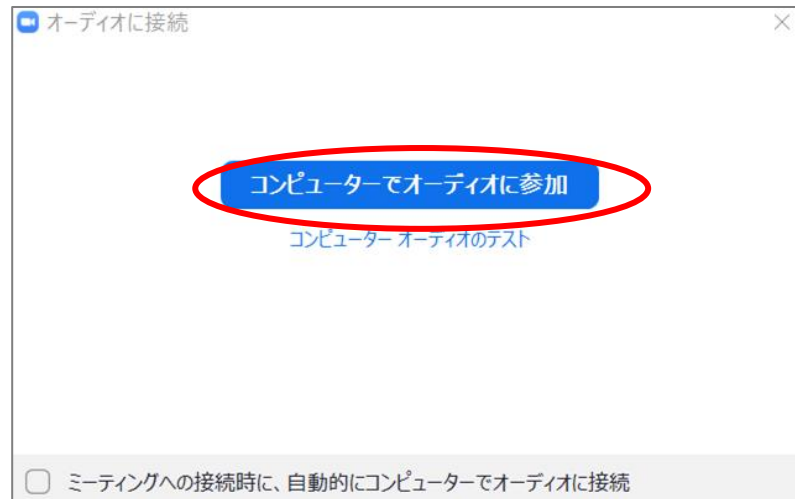 オーディオに接続
コンピューターでオーディオに参加
コンピューター オーディオのテスト
ミーティングへの接続時に、自動的にコンピューターでオーディオに接続